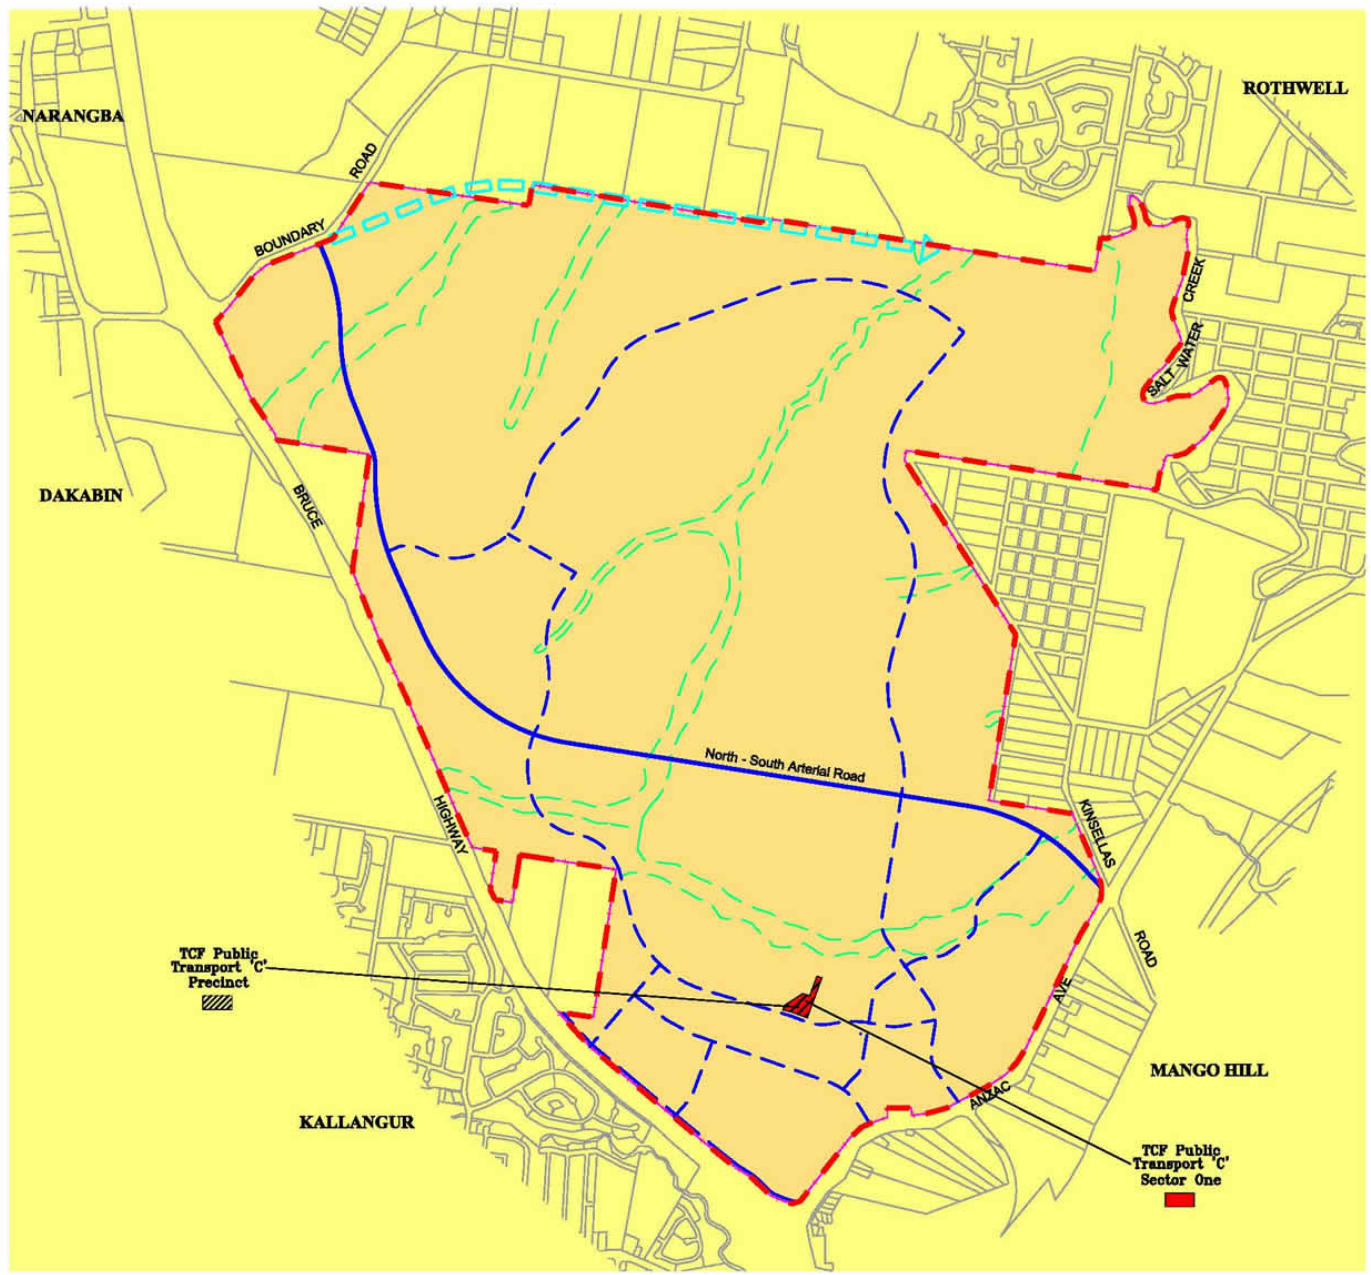 ROTHWELL
NARANGBA
ROAD
BOUNDARY
CREEK
SALT WATER
DAKABIN
BRUCE
North - South Arterial Road
HIGHWAY
KINSELLAS
ROAD
TCF Public
Transport 'C'
Precinct
AVE
MANGO HILL
ANZAC
KALLANGUR
TCF Public
Transport 'C'
Sector One